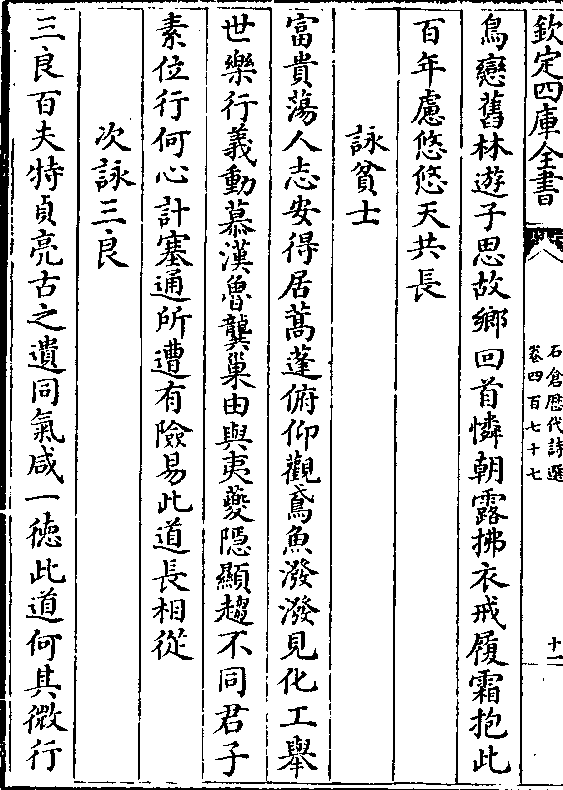 欽定四庫全書
石倉歴代詩選
卷四百七十七
十一
鳥戀舊林遊子思故鄉回首憐朝露拂衣戒履霜抱此
百年慮悠悠天共長
詠貧士
富貴蕩人志安得居蒿蓬俯仰觀鳶魚潑潑見化工舉
世樂行義動慕漢魯龔巢由與夷夔隱顯趨不同君子
素位行何心計塞通所遭有險易此道長相從
次詠三良
三良百夫特貞亮古之遺同氣咸一徳此道何其微行